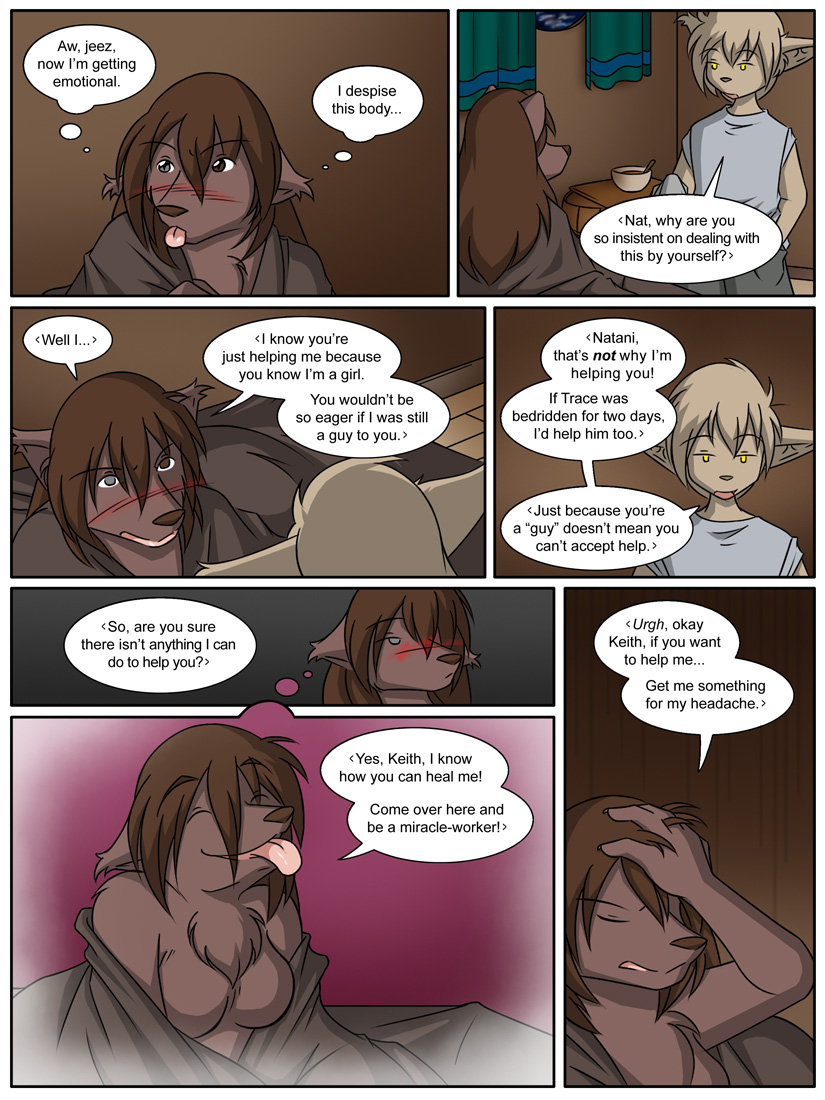 Aw, jeez,
now I'm getting
emotional.
I despise
this body...
‹Nat, why are you
so insistent on dealing with
this by yourself?›
‹Well I...›
‹I know you're
just helping me because
you know I'm a girl.
You wouldn't be
so eager if I was still
a guy to you.›
‹Natani,
that's not why I'm
helping you!
If Trace was
bedridden for two days,
I'd help him too.›
‹Just because you're
a "guy" doesn't mean you
can't accept help.›
‹So, are you sure
there isn't anything I can
do to help you?›
‹Yes, Keith, I know
how you can heal me!
Come over here and
be a miracle-worker!›
‹Urgh, okay
Keith, if you want
to help me...
Get me something
for my headache.›